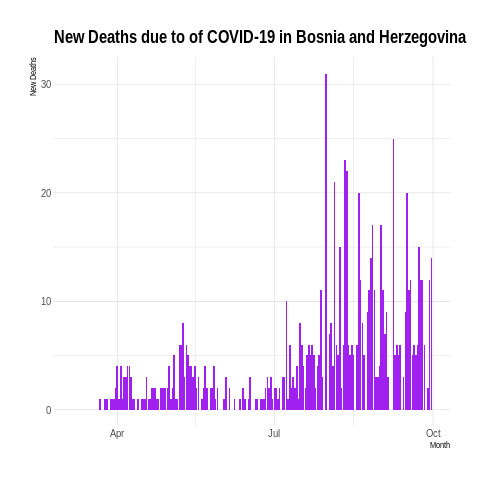 New Deaths due to of COVID-19 in Bosnia and Herzegovina
New Deaths
30
20
10
0
Apr
Jul
Oct
Month